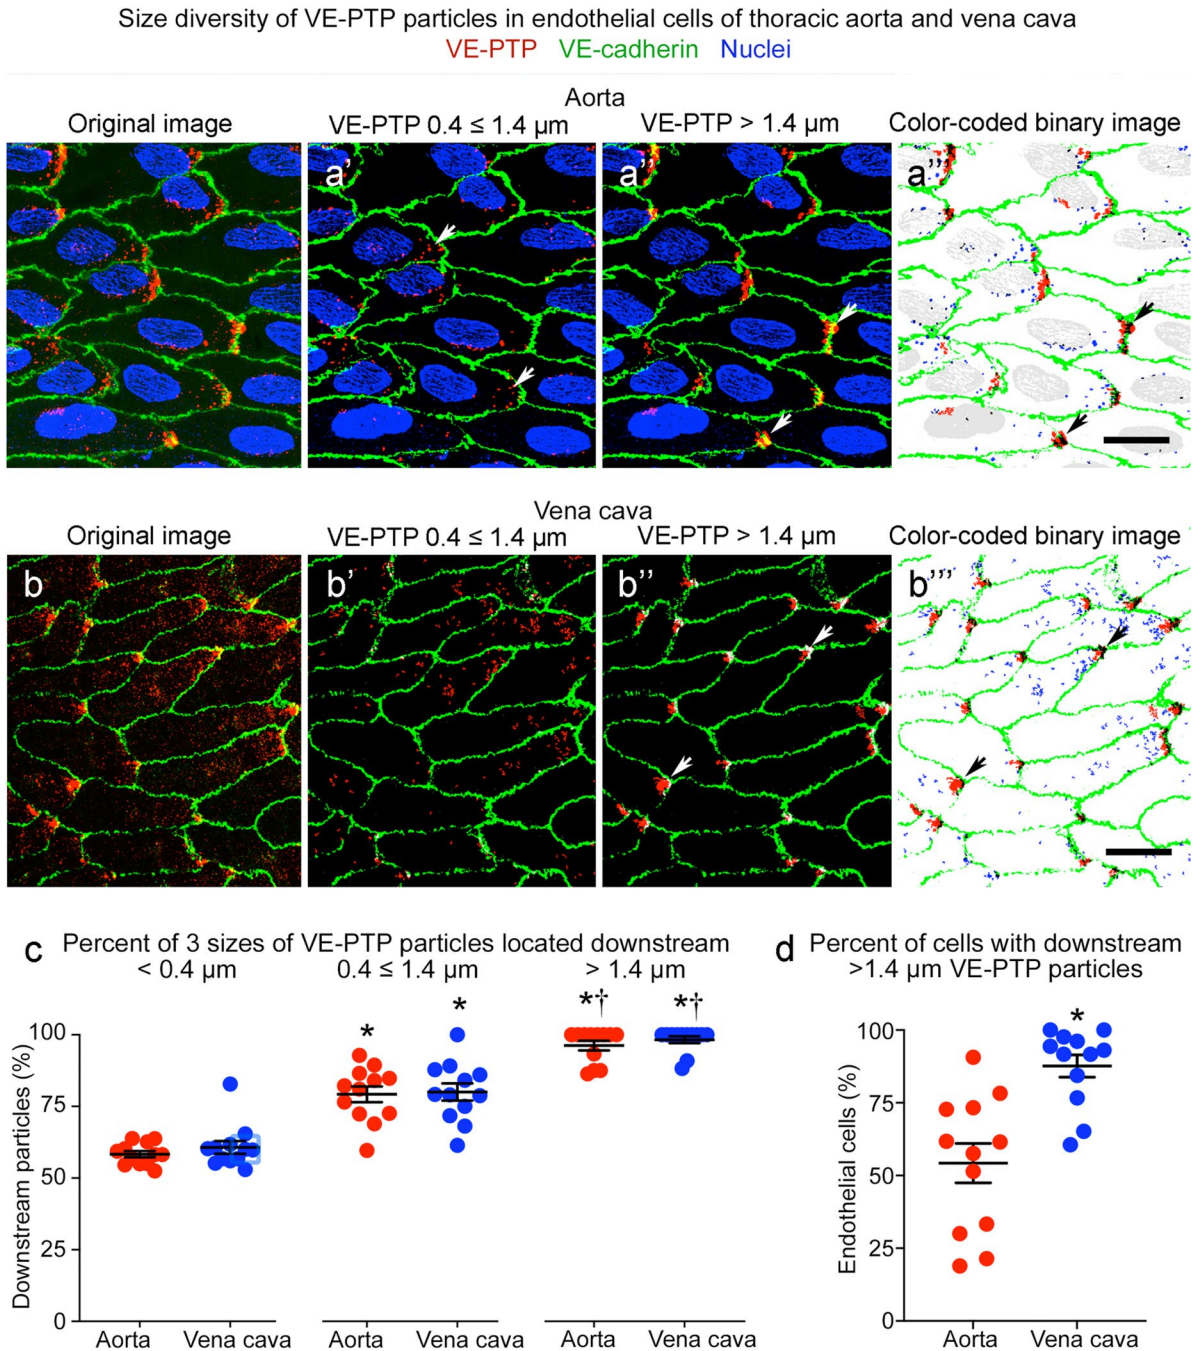 Size diversity of VE-PTP particles in endothelial cells of thoracic aorta and vena cava
VE-PTP VE-cadherin Nuclei
Aorta
Original image VE-PTP 0.4 ≤ 1.4 µm VE-PTP > 1.4 µm Color-coded binary image
a a' a'' a'''
Vena cava
Original image VE-PTP 0.4 ≤ 1.4 µm VE-PTP > 1.4 µm Color-coded binary image
b b' b'' b'''
c Percent of 3 sizes of VE-PTP particles located downstream
< 0.4 µm 0.4 ≤ 1.4 µm > 1.4 µm
* * *† *†
Downstream particles (%)
100
75
50
25
0
Aorta Vena cava Aorta Vena cava Aorta Vena cava
d Percent of cells with downstream
>1.4 µm VE-PTP particles
*
Endothelial cells (%)
100
75
50
25
0
Aorta Vena cava